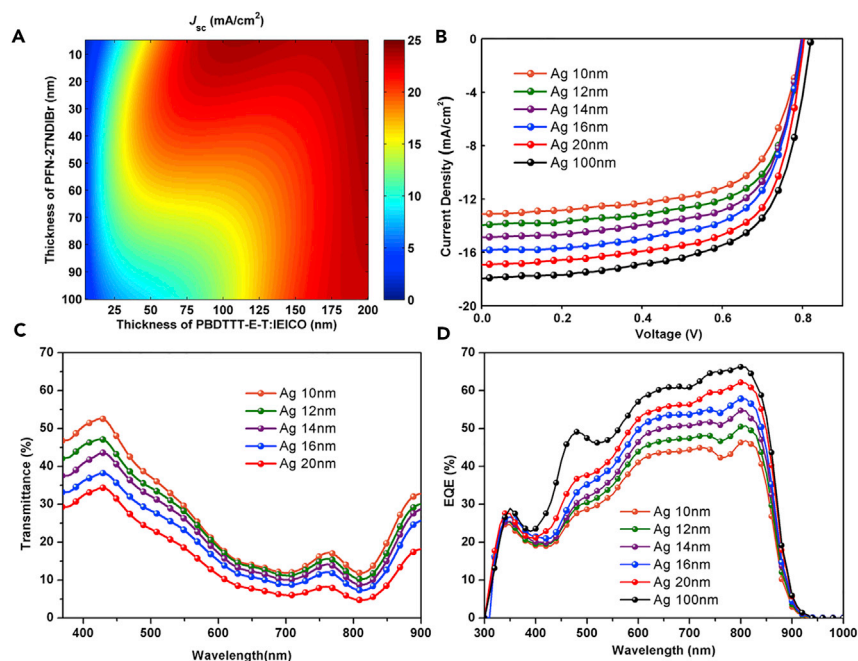 A
J_sc (mA/cm²)
Thickness of PFN-2TNDIBr (nm)
0
10
20
30
40
50
60
70
80
90
100
25 50 75 100 125 150 175 200
Thickness of PBDTTT-E-T:IEICO (nm)
25
20
15
10
5
0
B
Current Density (mA/cm²)
0
-4
-8
-12
-16
-20
0.0 0.2 0.4 0.6 0.8
Voltage (V)
Ag 10nm
Ag 12nm
Ag 14nm
Ag 16nm
Ag 20nm
Ag 100nm
C
Transmittance (%)
70
60
50
40
30
20
10
0
400 500 600 700 800 900
Wavelength(nm)
Ag 10nm
Ag 12nm
Ag 14nm
Ag 16nm
Ag 20nm
D
EQE (%)
70
60
50
40
30
20
10
0
300 400 500 600 700 800 900 1000
Wavelength (nm)
Ag 10nm
Ag 12nm
Ag 14nm
Ag 16nm
Ag 20nm
Ag 100nm